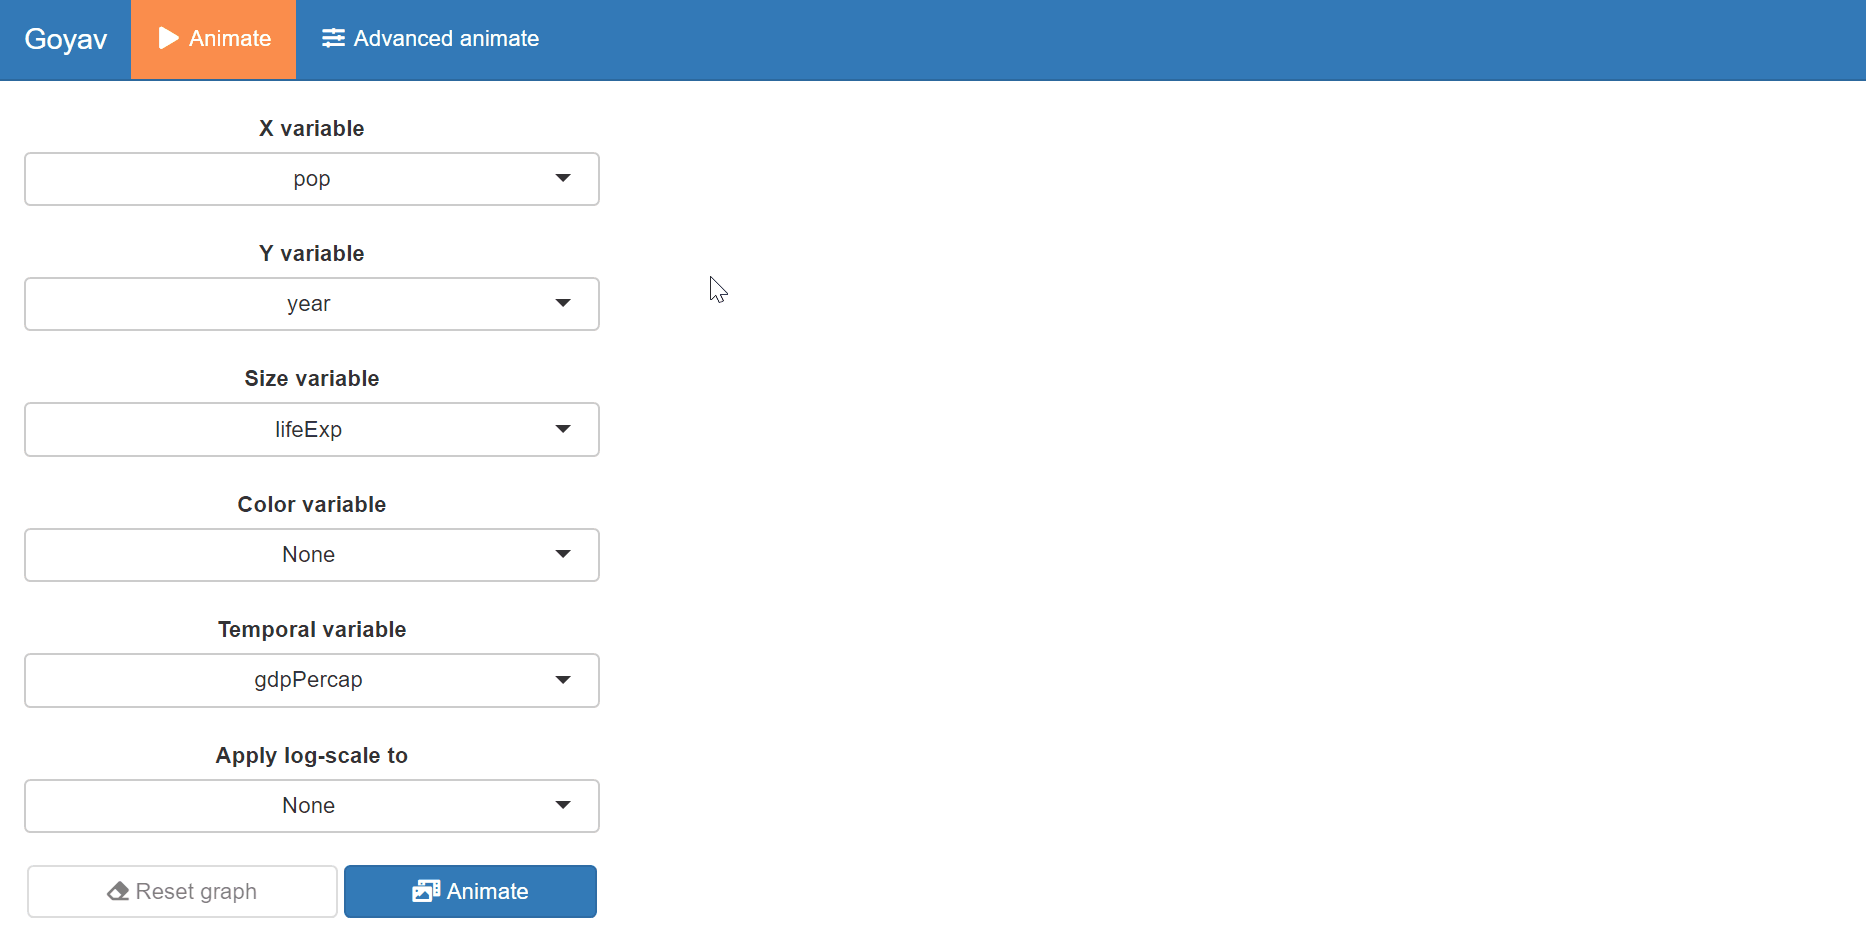 Goyav Animate Advanced animate
X variable
pop
Y variable
year
Size variable
lifeExp
Color variable
None
Temporal variable
gdpPercap
Apply log-scale to
None
Reset graph Animate